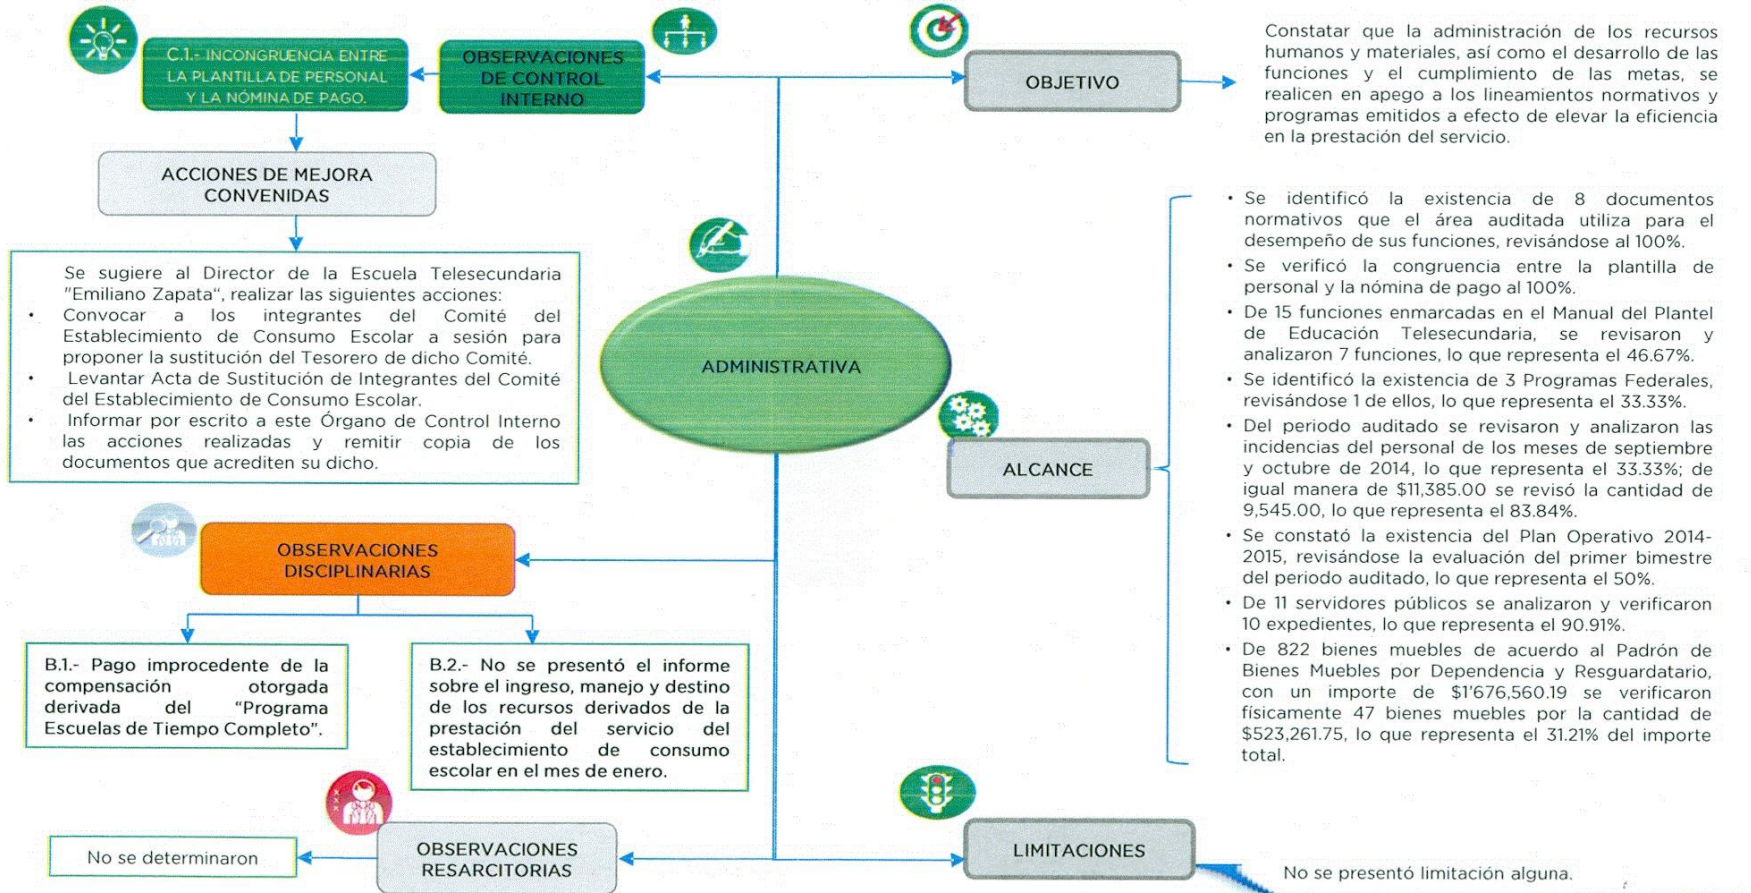 C.1.- INCONGRUENCIA ENTRE
LA PLANTILLA DE PERSONAL
Y LA NÓMINA DE PAGO.
OBSERVACIONES
DE CONTROL
INTERNO
OBJETIVO
Constatar que la administración de los recursos
humanos y materiales, así como el desarrollo de las
funciones y el cumplimiento de las metas, se
realicen en apego a los lineamientos normativos y
programas emitidos a efecto de elevar la eficiencia
en la prestación del servicio.
ACCIONES DE MEJORA
CONVENIDAS
Se sugiere al Director de la Escuela Telesecundaria
"Emiliano Zapata“, realizar las siguientes acciones:
• Convocar a los integrantes del Comité del
Establecimiento de Consumo Escolar a sesión para
proponer la sustitución del Tesorero de dicho Comité.
• Levantar Acta de Sustitución de Integrantes del Comité
del Establecimiento de Consumo Escolar.
• Informar por escrito a este Órgano de Control Interno
las acciones realizadas y remitir copia de los
documentos que acrediten su dicho.
ADMINISTRATIVA
ALCANCE
• Se identificó la existencia de 8 documentos
normativos que el área auditada utiliza para el
desempeño de sus funciones, revisándose al 100%.
• Se verificó la congruencia entre la plantilla de
personal y la nómina de pago al 100%.
• De 15 funciones enmarcadas en el Manual del Plantel
de Educación Telesecundaria, se revisaron y
analizaron 7 funciones, lo que representa el 46.67%.
• Se identificó la existencia de 3 Programas Federales,
revisándose 1 de ellos, lo que representa el 33.33%.
• Del periodo auditado se revisaron y analizaron las
incidencias del personal de los meses de septiembre
y octubre de 2014, lo que representa el 33.33%; de
igual manera de $11,385.00 se revisó la cantidad de
9,545.00, lo que representa el 83.84%.
• Se constató la existencia del Plan Operativo 2014-
2015, revisándose la evaluación del primer bimestre
del periodo auditado, lo que representa el 50%.
• De 11 servidores públicos se analizaron y verificaron
10 expedientes, lo que representa el 90.91%.
• De 822 bienes muebles de acuerdo al Padrón de
Bienes Muebles por Dependencia y Resguardatario,
con un importe de $1'676,560.19 se verificaron
físicamente 47 bienes muebles por la cantidad de
$523,261.75, lo que representa el 31.21% del importe
total.
OBSERVACIONES
DISCIPLINARIAS
B.1.- Pago improcedente de la
compensación otorgada
derivada del “Programa
Escuelas de Tiempo Completo”.
B.2.- No se presentó el informe
sobre el ingreso, manejo y destino
de los recursos derivados de la
prestación del servicio del
establecimiento de consumo
escolar en el mes de enero.
No se determinaron
OBSERVACIONES
RESARCITORIAS
LIMITACIONES
No se presentó limitación alguna.